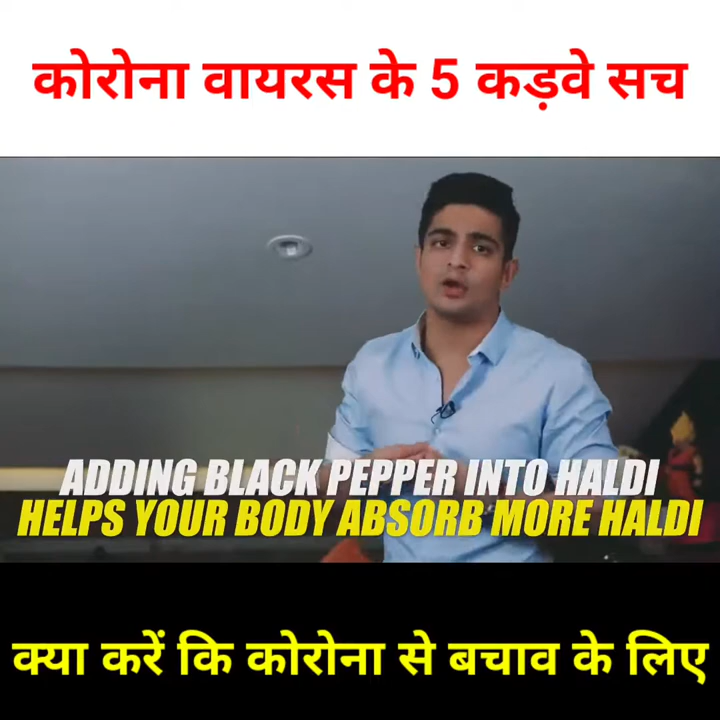 कोरोना वायरस के 5 कड़वे सच
ADDING BLACK PEPPER INTO HALDI
HELPS YOUR BODY ABSORB MORE HALDI
क्या करें कि कोरोना से बचाव के लिए